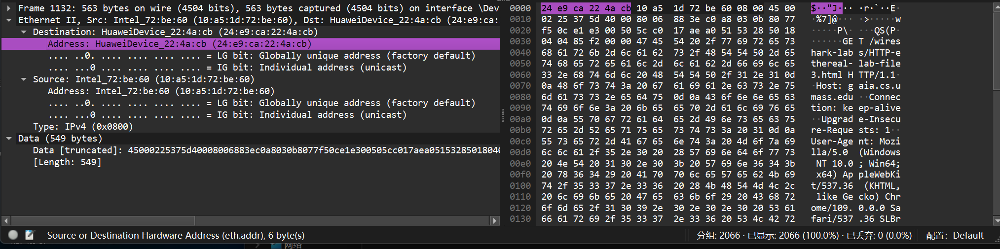 Frame 1132: 563 bytes on wire (4504 bits), 563 bytes captured (4504 bits) on interface \Dev
Ethernet II, Src: Intel_72:be:60 (10:a5:1d:72:be:60), Dst: HuaweiDevice_22:4a:cb (24:e9:ca:
Destination: HuaweiDevice_22:4a:cb (24:e9:ca:22:4a:cb)
Address: HuaweiDevice_22:4a:cb (24:e9:ca:22:4a:cb)
.... ..0. .... .... .... .... = LG bit: Globally unique address (factory default)
.... ...0 .... .... .... .... = IG bit: Individual address (unicast)
Source: Intel_72:be:60 (10:a5:1d:72:be:60)
Address: Intel_72:be:60 (10:a5:1d:72:be:60)
.... ..0. .... .... .... .... = LG bit: Globally unique address (factory default)
.... ...0 .... .... .... .... = IG bit: Individual address (unicast)
Type: IPv4 (0x0800)
Data (549 bytes)
Data [truncated]: 45000225375d40008006883ec0a8030b8077f50ce1e300505cc017aea05153285018040
[Length: 549]
0000 24 e9 ca 22 4a cb 10 a5 1d 72 be 60 08 00 45 00 $··"J··· ·r·`··E·
0010 02 25 37 5d 40 00 80 06 88 3e c0 a8 03 0b 80 77 ·%7]@··· ·>·····w
0020 f5 0c e1 e3 00 50 5c c0 17 ae a0 51 53 28 50 18 ·····P\· ···QS(P·
0030 04 04 85 f2 00 00 47 45 54 20 2f 77 69 72 65 73 ······GE T /wires
0040 68 61 72 6b 2d 6c 61 62 73 2f 48 54 54 50 2d 65 hark-lab s/HTTP-e
0050 74 68 65 72 65 61 6c 2d 6c 61 62 2d 66 69 6c 65 thereal- lab-file
0060 33 2e 68 74 6d 6c 20 48 54 54 50 2f 31 2e 31 0d 3.html H TTP/1.1·
0070 0a 48 6f 73 74 3a 20 67 61 69 61 2e 63 73 2e 75 ·Host: g aia.cs.u
0080 6d 61 73 73 2e 65 64 75 0d 0a 43 6f 6e 6e 65 63 mass.edu ··Connec
0090 74 69 6f 6e 3a 20 6b 65 65 70 2d 61 6c 69 76 65 tion: ke ep-alive
00a0 0d 0a 55 70 67 72 61 64 65 2d 49 6e 73 65 63 75 ··Upgrad e-Insecu
00b0 72 65 2d 52 65 71 75 65 73 74 73 3a 20 31 0d 0a re-Reque sts: 1··
00c0 55 73 65 72 2d 41 67 65 6e 74 3a 20 4d 6f 7a 69 User-Age nt: Mozi
00d0 6c 6c 61 2f 35 2e 30 20 28 57 69 6e 64 6f 77 73 lla/5.0 (Windows
00e0 20 4e 54 20 31 30 2e 30 3b 20 57 69 6e 36 34 3b NT 10.0 ; Win64;
00f0 20 78 36 34 29 20 41 70 70 6c 65 57 65 62 4b 69 x64) Ap pleWebKi
0100 74 2f 35 33 37 2e 33 36 20 28 4b 48 54 4d 4c 2c t/537.36 (KHTML,
0110 20 6c 69 6b 65 20 47 65 63 6b 6f 29 20 43 68 72 like Ge cko) Chr
0120 6f 6d 65 2f 31 30 39 2e 30 2e 30 2e 30 20 53 61 ome/109. 0.0.0 Sa
0130 66 61 72 69 2f 35 33 37 2e 33 36 20 53 4c 42 72 fari/537 .36 SLBr
Source or Destination Hardware Address (eth.addr), 6 byte(s)
分组: 2066 · 已显示: 2066 (100.0%) · 已丢弃: 0 (0.0%)
配置: Default
网络